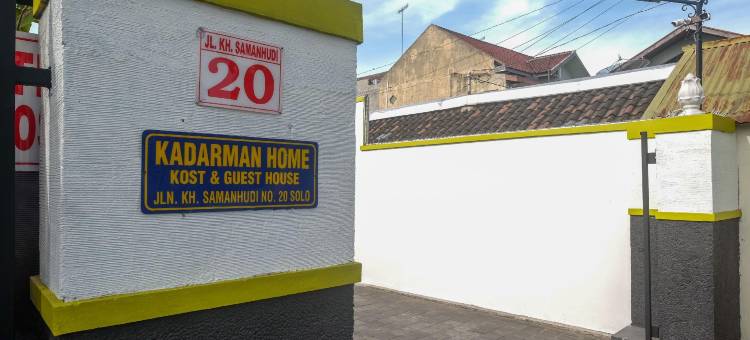 JL. KH. SAMANHUDI
20
KADARMAN HOME
KOST & GUEST HOUSE
JLN. KH. SAMANHUDI NO. 20 SOLO